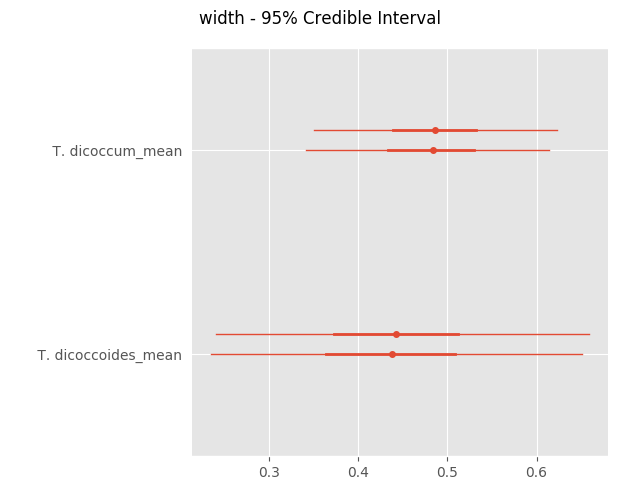 width - 95% Credible Interval
T. dicoccum_mean
T. dicoccoides_mean
0.3 0.4 0.5 0.6